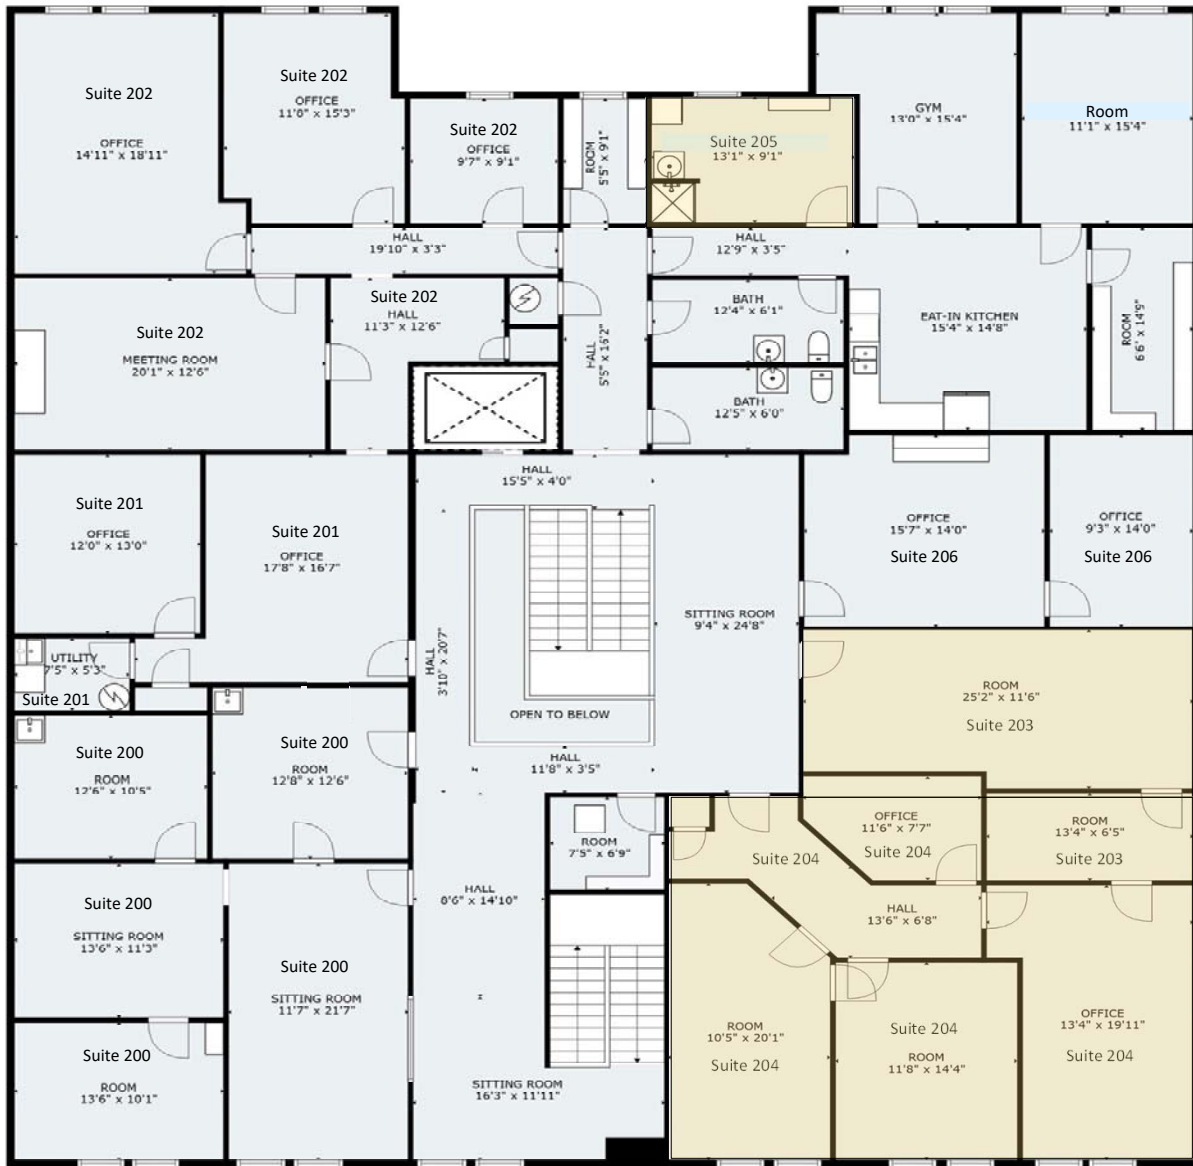 Suite 202
OFFICE
14'11" x 18'11"
Suite 202
OFFICE
11'0" x 15'3"
Suite 202
OFFICE
9'7" x 9'1"
ROOM
5'5" x 9'1"
Suite 205
13'1" x 9'1"
GYM
13'0" x 15'4"
Room
11'1" x 15'4"
HALL
19'10" x 3'3"
HALL
12'9" x 3'5"
Suite 202
HALL
11'3" x 12'6"
Suite 202
MEETING ROOM
20'1" x 12'6"
HALL
5'5" x 16'2"
BATH
12'4" x 6'1"
BATH
12'5" x 6'0"
EAT-IN KITCHEN
15'4" x 14'8"
ROOM
6'6" x 14'9"
HALL
15'5" x 4'0"
Suite 201
OFFICE
12'0" x 13'0"
Suite 201
OFFICE
17'8" x 16'7"
OFFICE
15'7" x 14'0"
Suite 206
OFFICE
9'3" x 14'0"
Suite 206
SITTING ROOM
9'4" x 24'8"
HALL
3'10" x 20'7"
UTILITY
7'5" x 5'3"
Suite 201
OPEN TO BELOW
ROOM
25'2" x 11'6"
Suite 203
Suite 200
ROOM
12'6" x 10'5"
Suite 200
ROOM
12'8" x 12'6"
HALL
11'8" x 3'5"
ROOM
7'5" x 6'9"
OFFICE
11'6" x 7'7"
Suite 204
Suite 204
ROOM
13'4" x 6'5"
Suite 203
HALL
8'6" x 14'10"
HALL
13'6" x 6'8"
Suite 200
SITTING ROOM
13'6" x 11'3"
Suite 200
SITTING ROOM
11'7" x 21'7"
ROOM
10'5" x 20'1"
Suite 204
Suite 204
ROOM
11'8" x 14'4"
OFFICE
13'4" x 19'11"
Suite 204
Suite 200
ROOM
13'6" x 10'1"
SITTING ROOM
16'3" x 11'11"